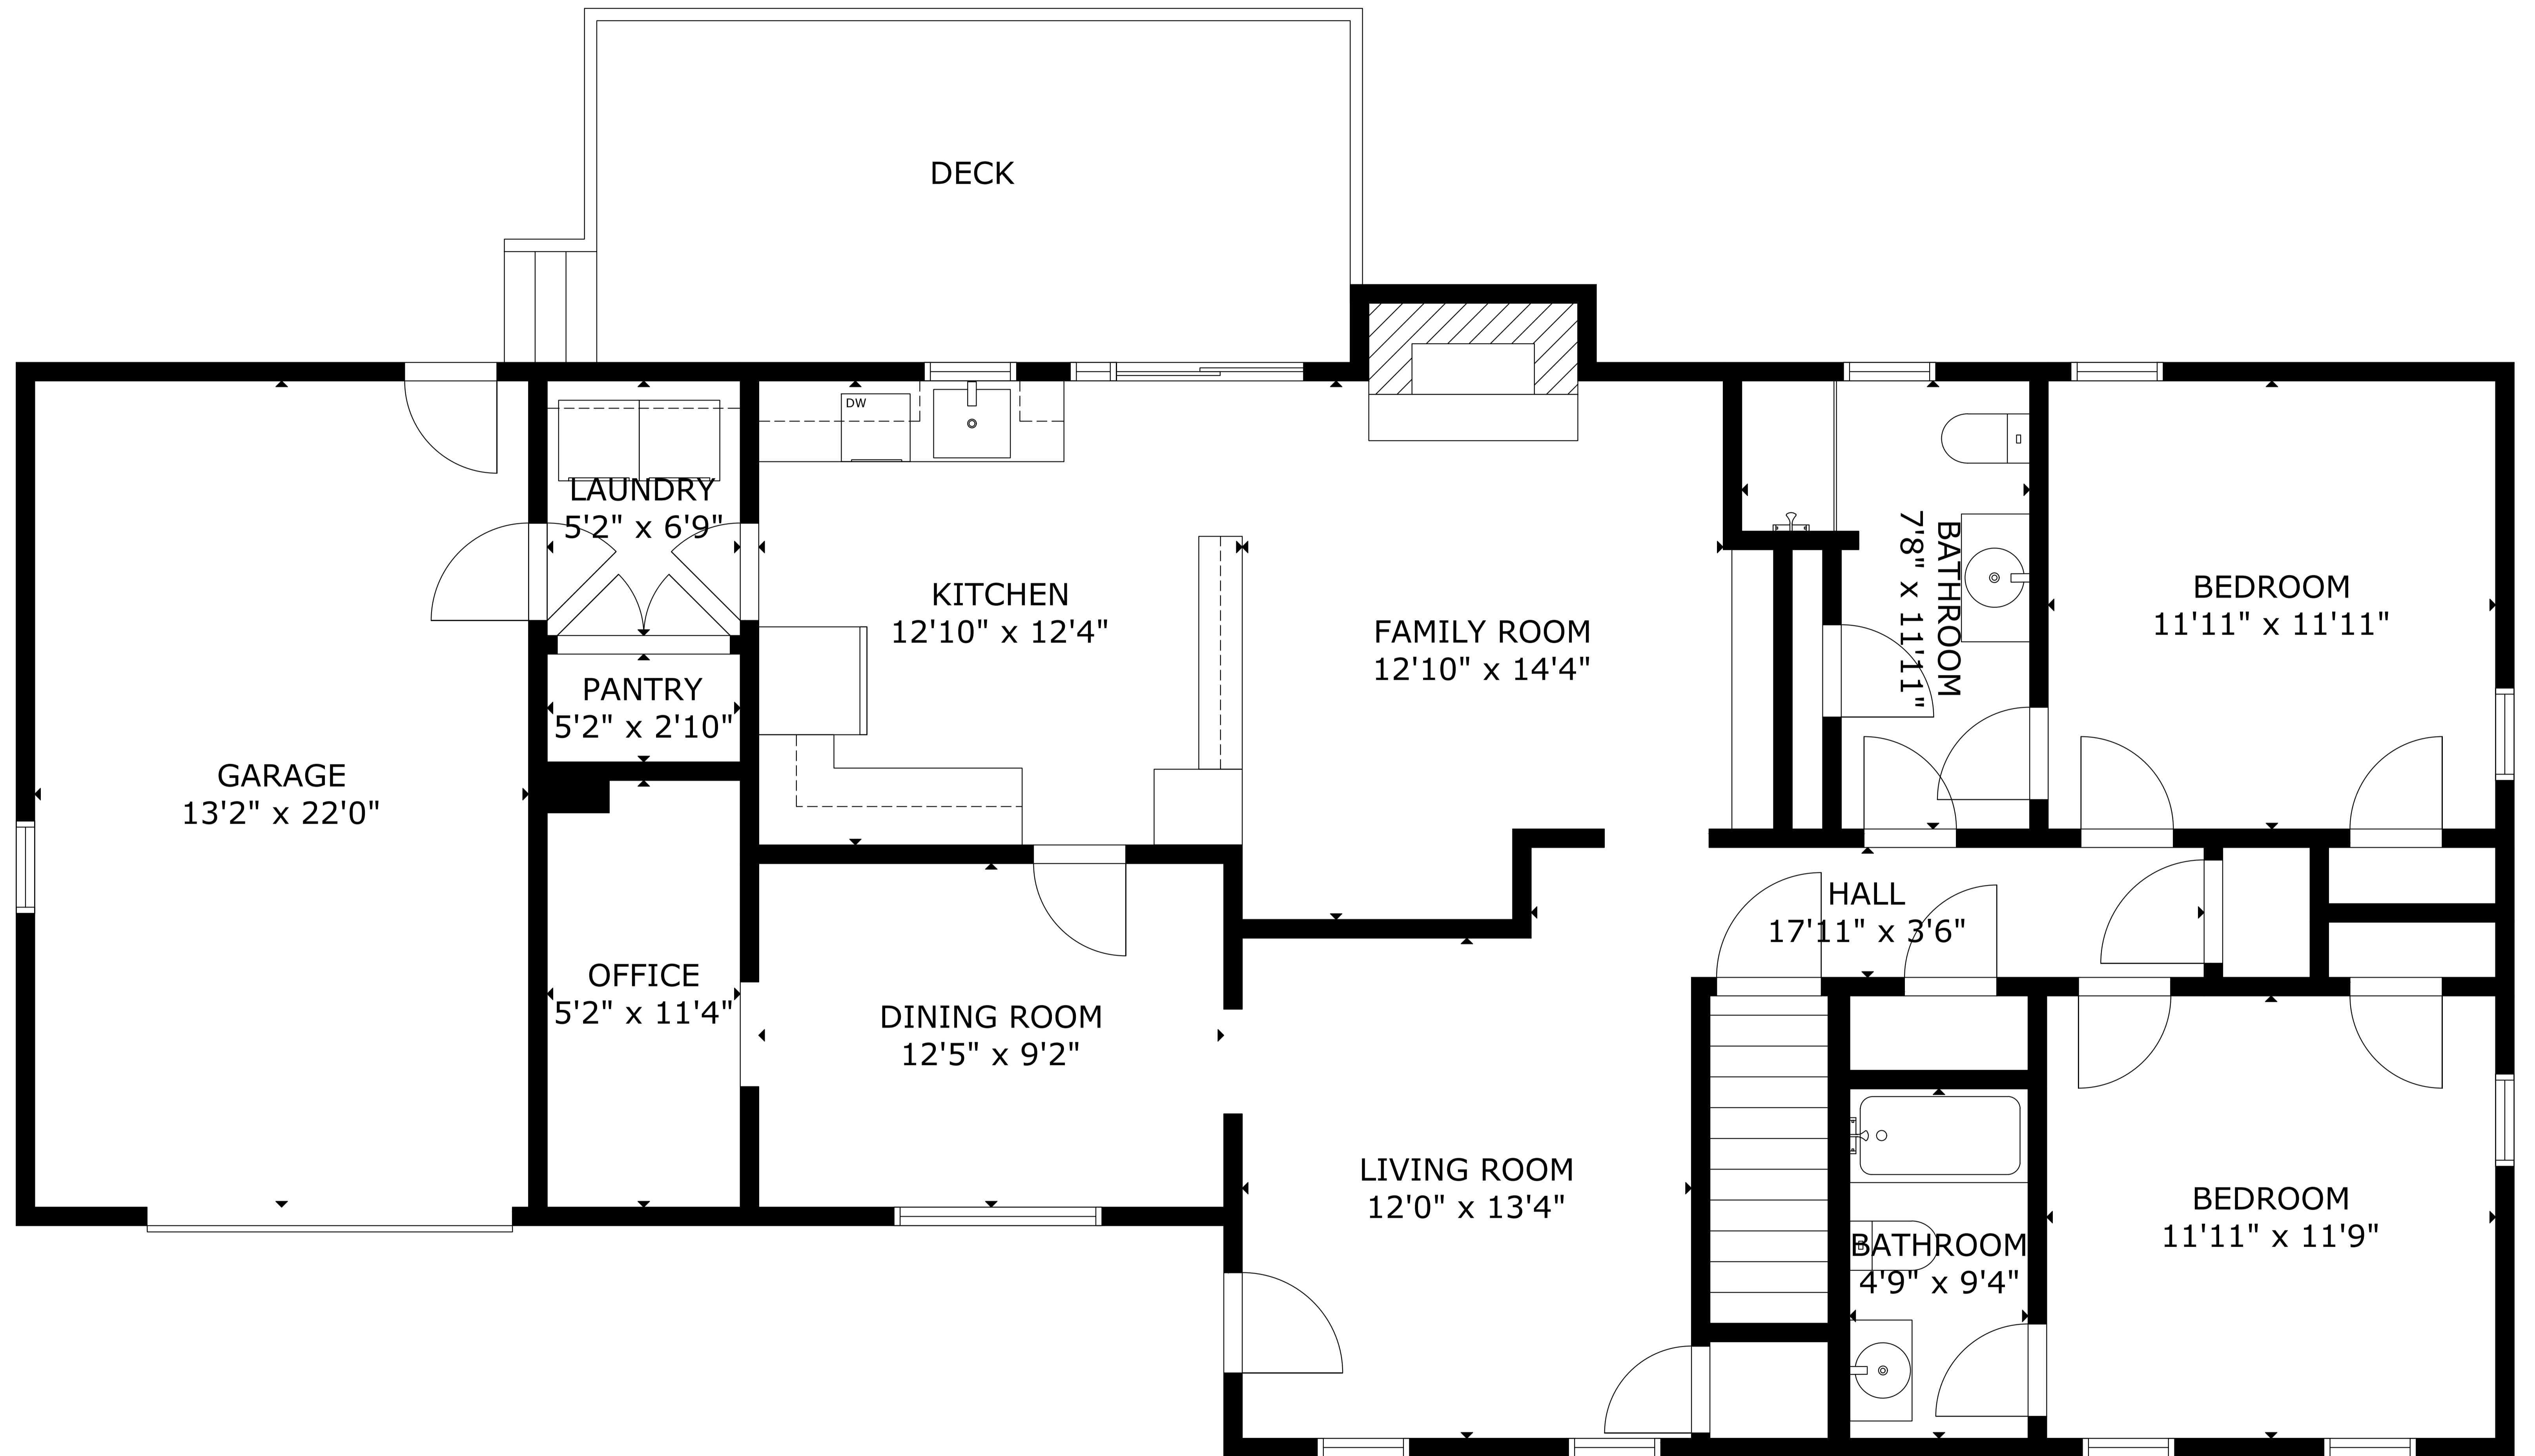 DECK
DW
LAUNDRY
5'2" x 6'9"
KITCHEN
12'10" x 12'4"
FAMILY ROOM
12'10" x 14'4"
BATHROOM
7'8" x 11'11"
BEDROOM
11'11" x 11'11"
PANTRY
5'2" x 2'10"
GARAGE
13'2" x 22'0"
HALL
17'11" x 3'6"
OFFICE
5'2" x 11'4"
DINING ROOM
12'5" x 9'2"
LIVING ROOM
12'0" x 13'4"
BATHROOM
4'9" x 9'4"
BEDROOM
11'11" x 11'9"